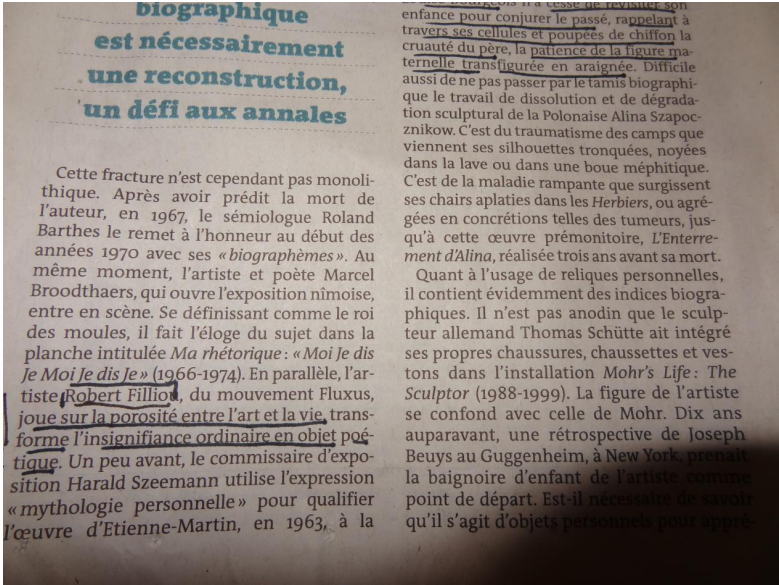 biographique
est nécessairement
une reconstruction,
un défi aux annales
Cette fracture n'est cependant pas monoli-
thique. Après avoir prédit la mort de
l'auteur, en 1967, le sémiologue Roland
Barthes le remet à l'honneur au début des
années 1970 avec ses «biographèmes». Au
même moment, l'artiste et poète Marcel
Broodthaers, qui ouvre l'exposition nîmoise,
entre en scène. Se définissant comme le roi
des moules, il fait l'éloge du sujet dans la
planche intitulée Ma rhétorique: «Moi Je dis
Je Moi Je dis Je» (1966-1974). En parallèle, l'ar-
tiste Robert Filliou, du mouvement Fluxus,
joue sur la porosité entre l'art et la vie, trans-
forme l'insignifiance ordinaire en objet poé-
tique. Un peu avant, le commissaire d'expo-
sition Harald Szeemann utilise l'expression
«mythologie personnelle» pour qualifier
l'œuvre d'Etienne-Martin, en 1963, à la
n'a cessé de revisiter son
enfance pour conjurer le passé, rappelant à
travers ses cellules et poupées de chiffon la
cruauté du père, la patience de la figure ma-
ternelle transfigurée en araignée. Difficile
aussi de ne pas passer par le tamis biographi-
que le travail de dissolution et de dégrada-
tion sculptural de la Polonaise Alina Szapoc-
znikow. C'est du traumatisme des camps que
viennent ses silhouettes tronquées, noyées
dans la lave ou dans une boue méphitique.
C'est de la maladie rampante que surgissent
ses chairs aplaties dans les Herbiers, ou agré-
gées en concrétions telles des tumeurs, jus-
qu'à cette œuvre prémonitoire, L'Enterre-
ment d'Alina, réalisée trois ans avant sa mort.
Quant à l'usage de reliques personnelles,
il contient évidemment des indices biogra-
phiques. Il n'est pas anodin que le sculp-
teur allemand Thomas Schütte ait intégré
ses propres chaussures, chaussettes et ves-
tons dans l'installation Mohr's Life: The
Sculptor (1988-1999). La figure de l'artiste
se confond avec celle de Mohr. Dix ans
auparavant, une rétrospective de Joseph
Beuys au Guggenheim, à New York, prenait
la baignoire d'enfant de l'artiste comme
point de départ. Est-il nécessaire de savoir
qu'il s'agit d'objets personnels pour appré-